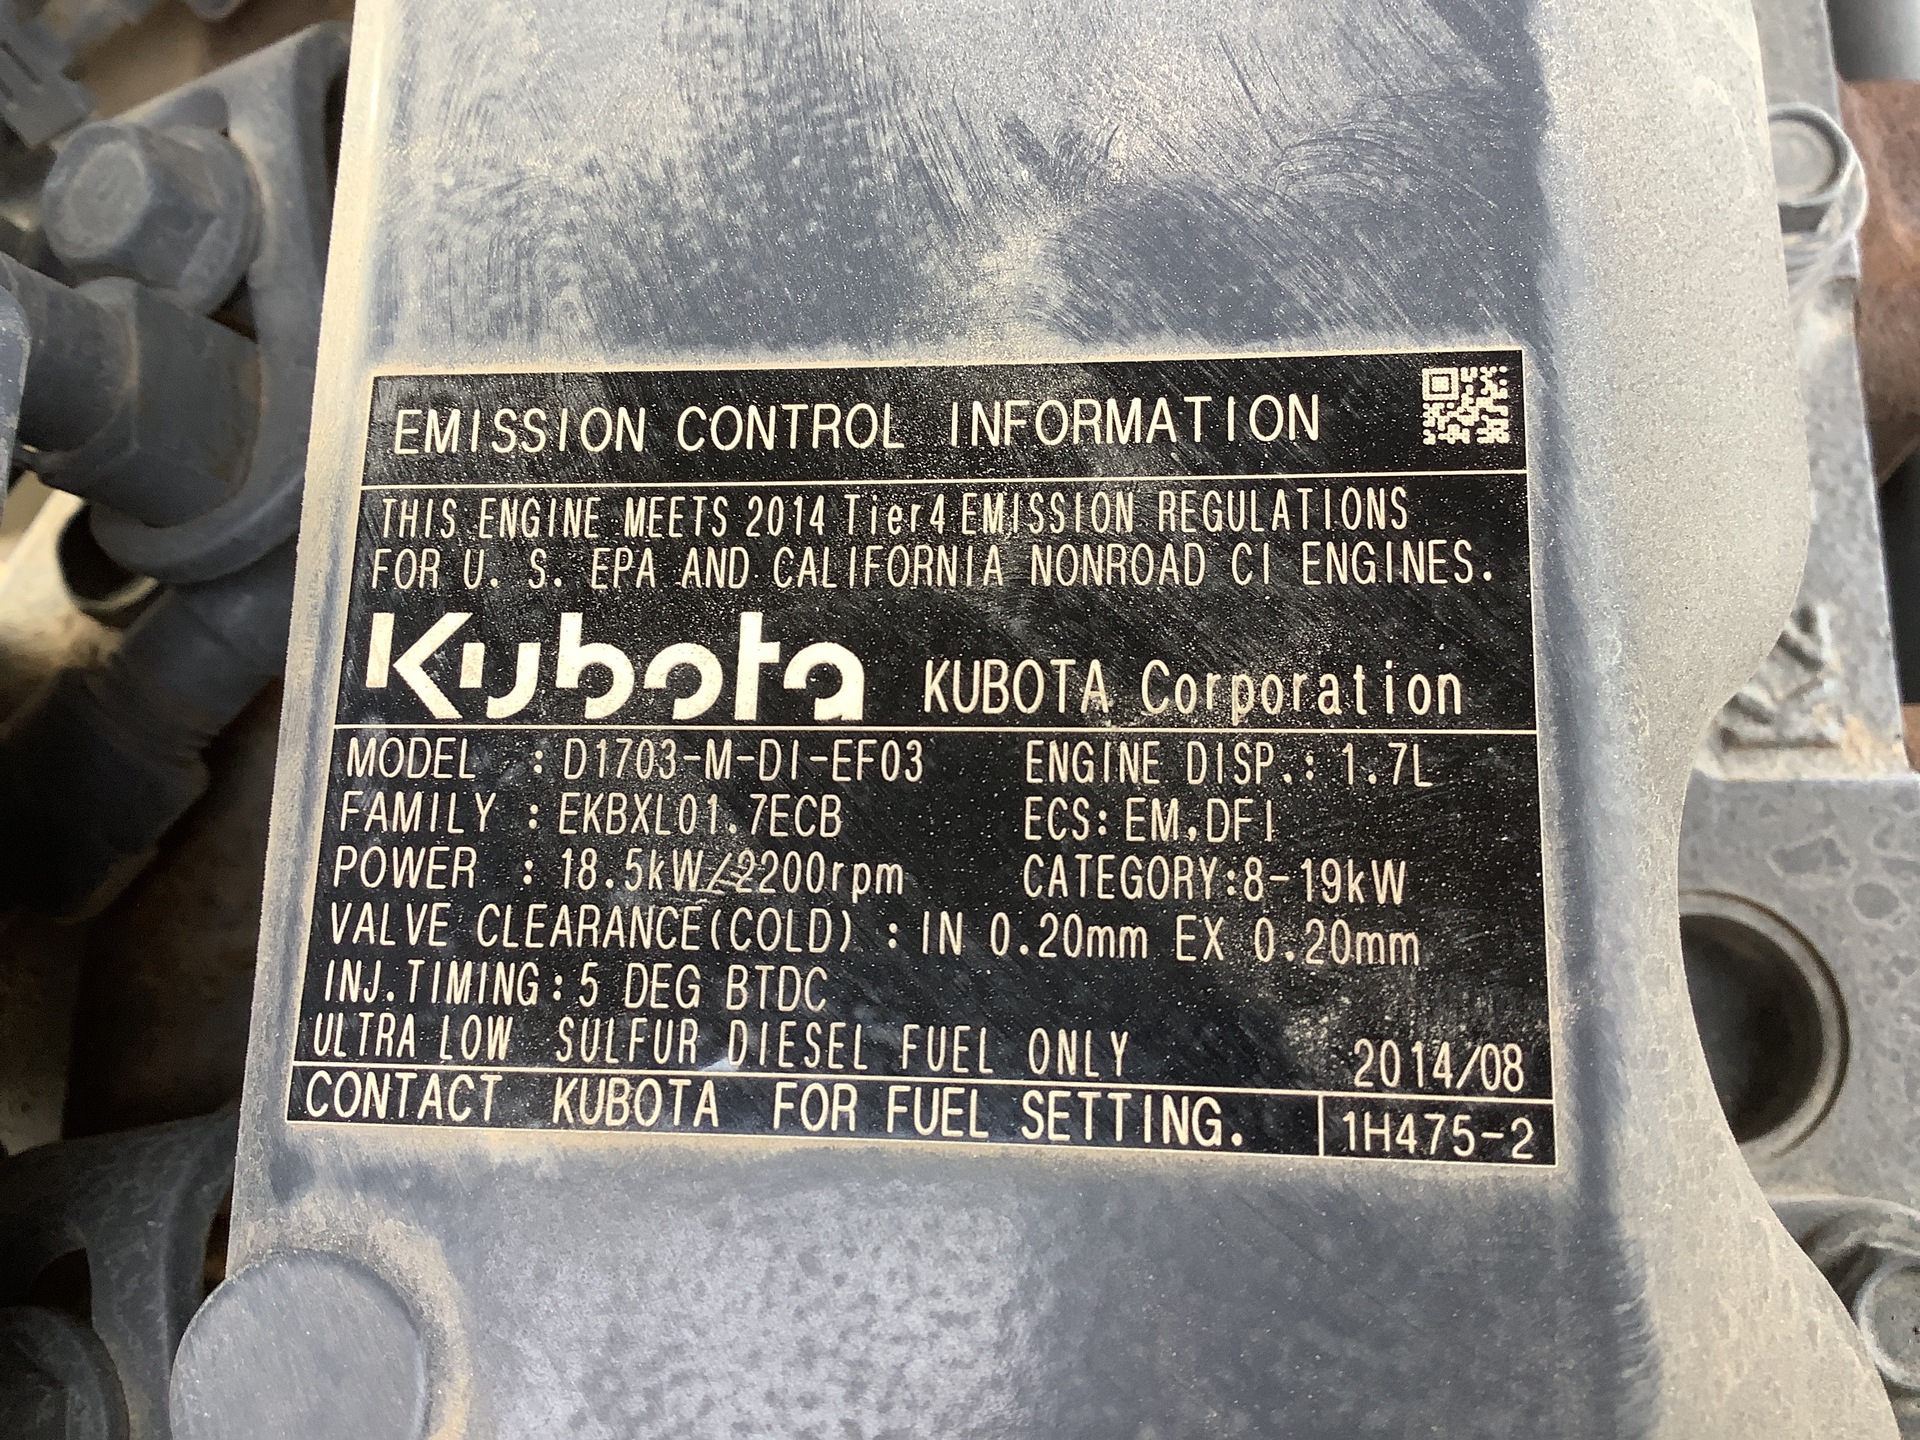 EMISSION CONTROL INFORMATION
THIS ENGINE MEETS 2014 Tier4 EMISSION REGULATIONS
FOR U. S. EPA AND CALIFORNIA NONROAD CI ENGINES.
Kubota KUBOTA Corporation
MODEL : D1703-M-DI-EF03 ENGINE DISP.: 1.7L
FAMILY : EKBXL01.7ECB ECS: EM,DFI
POWER : 18.5kW/2200rpm CATEGORY:8-19kW
VALVE CLEARANCE(COLD) : IN 0.20mm EX 0.20mm
INJ.TIMING: 5 DEG BTDC
ULTRA LOW SULFUR DIESEL FUEL ONLY 2014/08
CONTACT KUBOTA FOR FUEL SETTING. 1H475-2